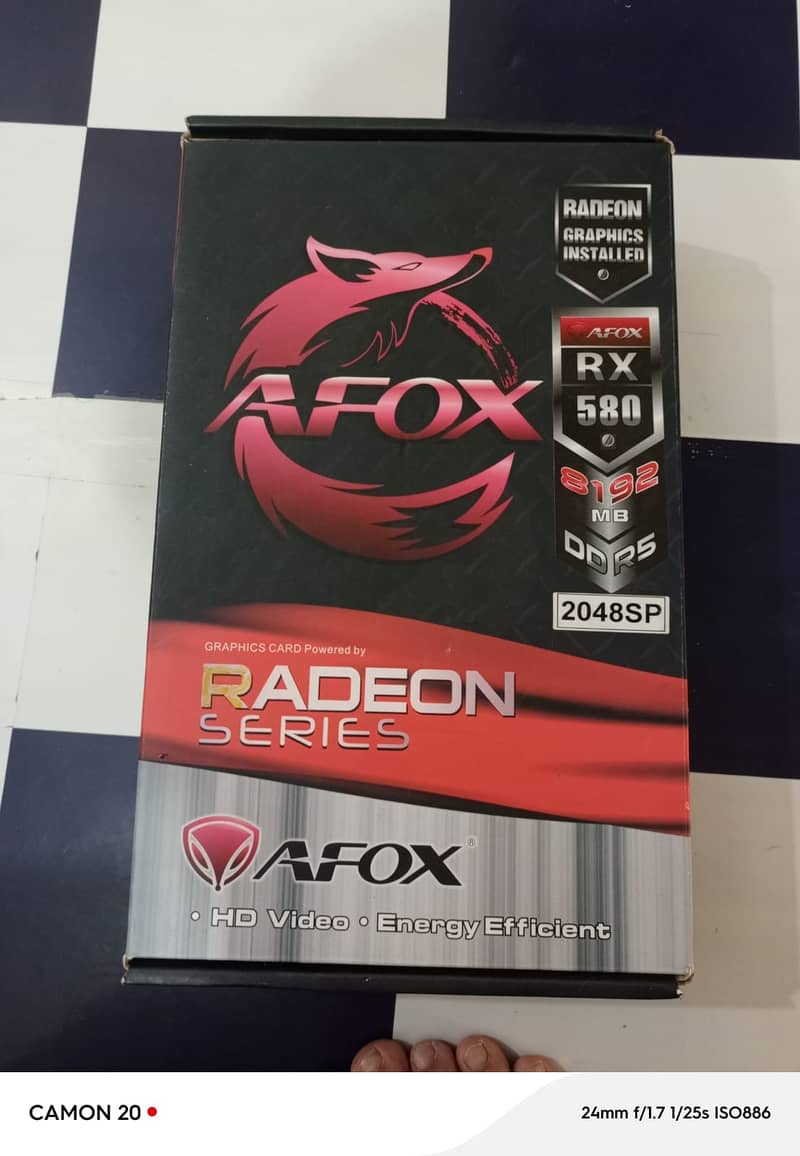 RADEON
GRAPHICS
INSTALLED
AFOX
RX
580
8192
MB
DDR5
2048SP
AFOX
GRAPHICS CARD Powered by
RADEON
SERIES
AFOX®
• HD Video • Energy Efficient
CAMON 20
24mm f/1.7 1/25s ISO886